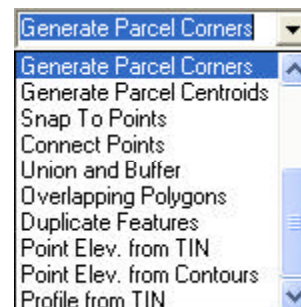 Generate Parcel Corners
Generate Parcel Corners
Generate Parcel Centroids
Snap To Points
Connect Points
Union and Buffer
Overlapping Polygons
Duplicate Features
Point Elev. from TIN
Point Elev. from Contours
Profile from TIN